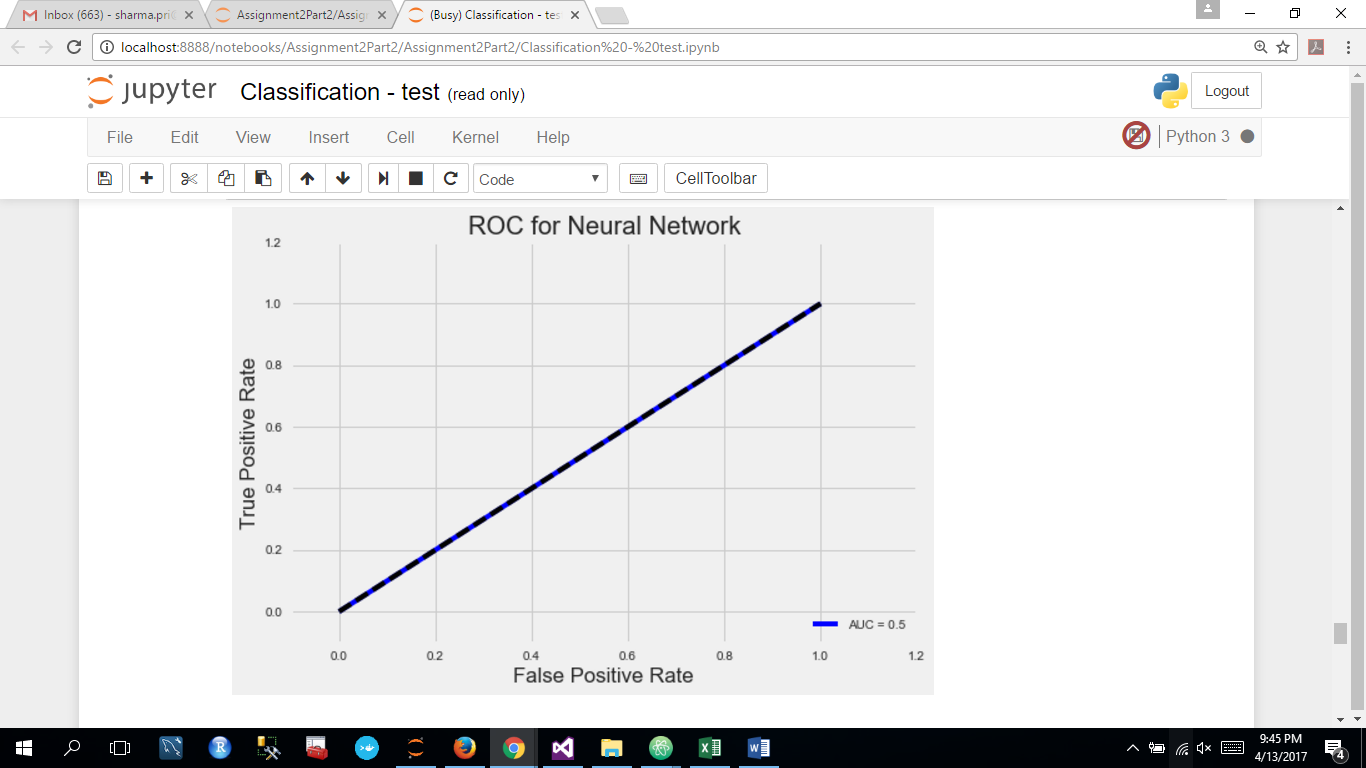 Inbox (663) - sharma.pri
Assignment2Part2/Assig
(Busy) Classification - tes
localhost:8888/notebooks/Assignment2Part2/Assignment2Part2/Classification%20-%20test.ipynb
jupyter Classification - test (read only)
Logout
File Edit View Insert Cell Kernel Help
Python 3
Code
CellToolbar
ROC for Neural Network
1.2
1.0
0.8
0.6
0.4
0.2
0.0
True Positive Rate
AUC = 0.5
0.0 0.2 0.4 0.6 0.8 1.0 1.2
False Positive Rate
R
W
9:45 PM
4/13/2017
4